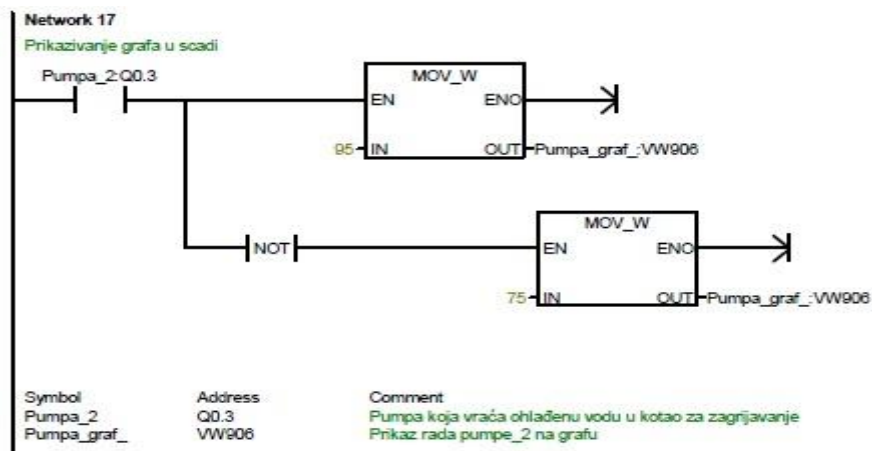 Network 17
Prikazivanje grafa u scadi
Pumpa_2:Q0.3
MOV_W
EN ENO
95 IN OUT Pumpa_graf_:VW906
NOT
MOV_W
EN ENO
75 IN OUT Pumpa_graf_:VW906
Symbol Address Comment
Pumpa_2 Q0.3 Pumpa koja vraća ohlađenu vodu u kotao za zagrijavanje
Pumpa_graf_ VW906 Prikaz rada pumpe_2 na grafu